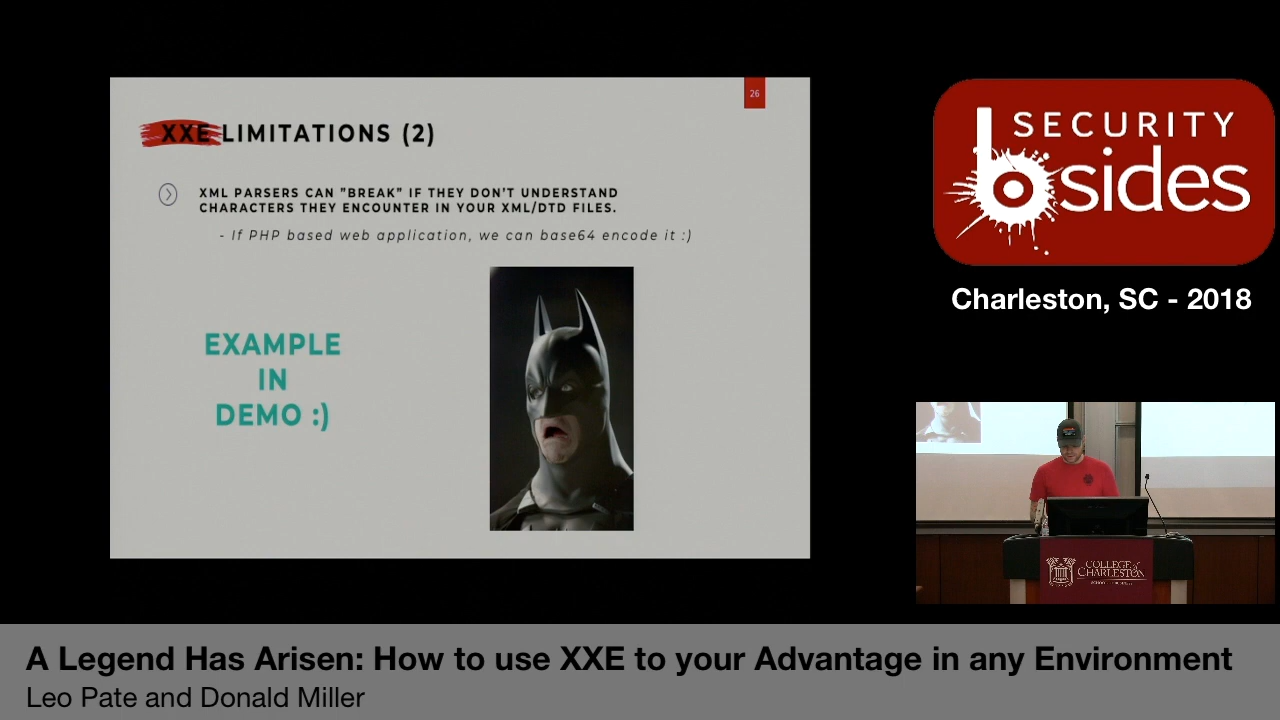 26
XXE LIMITATIONS (2)
XML PARSERS CAN "BREAK" IF THEY DON'T UNDERSTAND
CHARACTERS THEY ENCOUNTER IN YOUR XML/DTD FILES.
- If PHP based web application, we can base64 encode it :)
EXAMPLE
IN
DEMO :)
SECURITY
bsides
Charleston, SC - 2018
COLLEGE of
CHARLESTON
A Legend Has Arisen: How to use XXE to your Advantage in any Environment
Leo Pate and Donald Miller